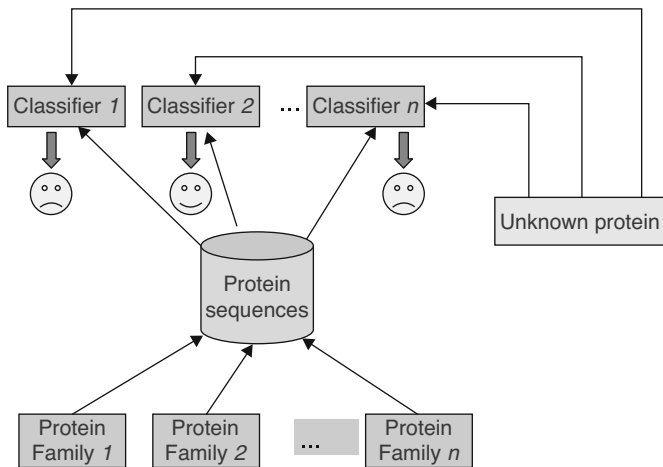 Classifier 1 Classifier 2 ... Classifier n
Unknown protein
Protein
sequences
Protein
Family 1
Protein
Family 2
...
Protein
Family n